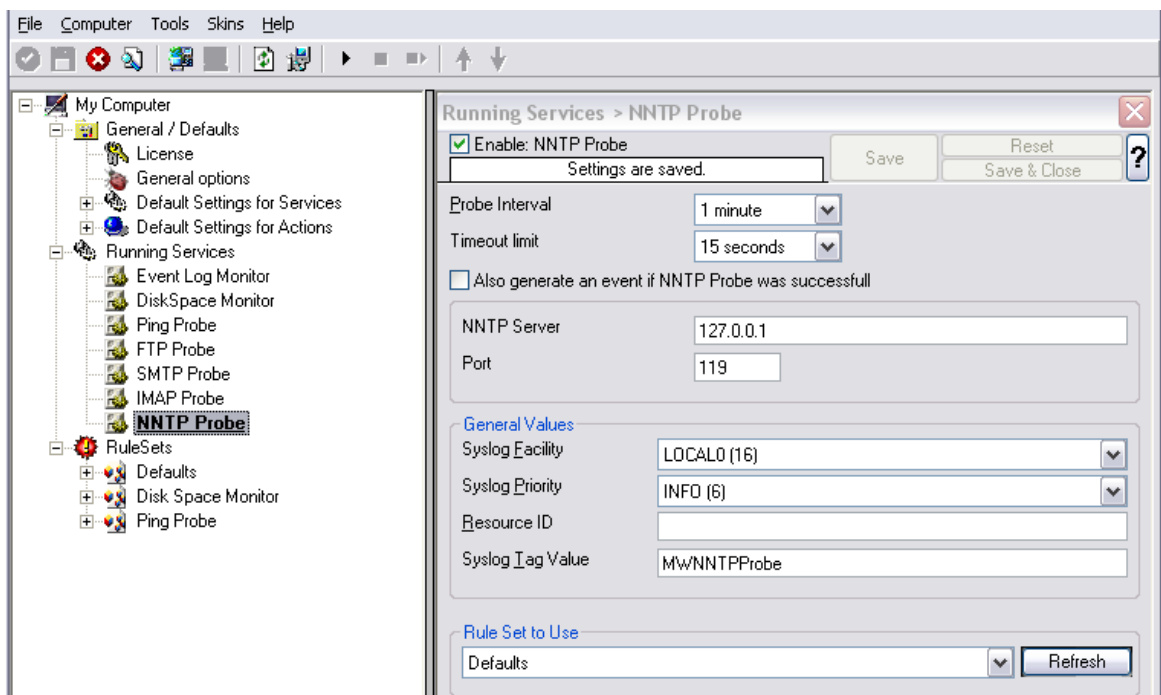 File Computer Tools Skins Help
My Computer
General / Defaults
License
General options
Default Settings for Services
Default Settings for Actions
Running Services
Event Log Monitor
DiskSpace Monitor
Ping Probe
FTP Probe
SMTP Probe
IMAP Probe
NNTP Probe
RuleSets
Defaults
Disk Space Monitor
Ping Probe
Running Services > NNTP Probe
Enable: NNTP Probe
Settings are saved.
Save
Reset
Save & Close
?
Probe Interval
1 minute
Timeout limit
15 seconds
Also generate an event if NNTP Probe was successfull
NNTP Server
127.0.0.1
Port
119
General Values
Syslog Facility
LOCAL0 (16)
Syslog Priority
INFO (6)
Resource ID
Syslog Tag Value
MWNNTPProbe
Rule Set to Use
Defaults
Refresh